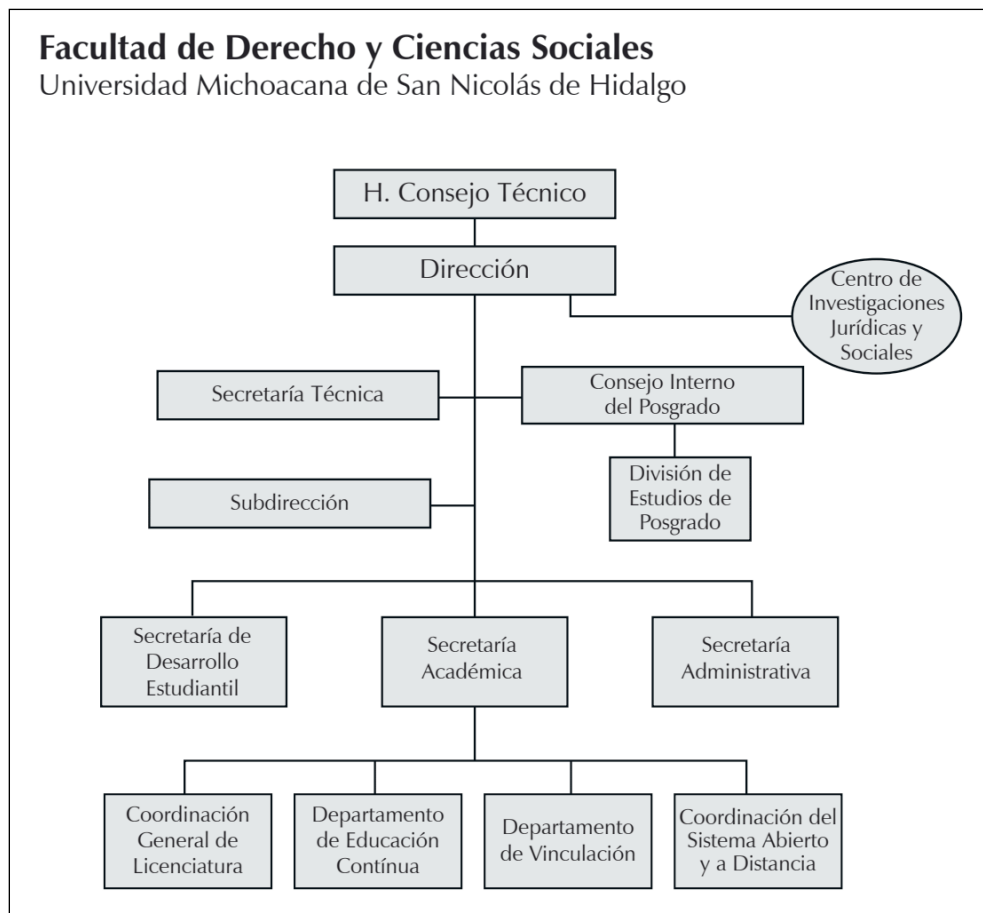 Facultad de Derecho y Ciencias Sociales
Universidad Michoacana de San Nicolás de Hidalgo
H. Consejo Técnico
Dirección
Centro de
Investigaciones
Jurídicas y
Sociales
Secretaría Técnica
Consejo Interno
del Posgrado
División de
Estudios de
Posgrado
Subdirección
Secretaría de
Desarrollo
Estudiantil
Secretaría
Académica
Secretaría
Administrativa
Coordinación
General de
Licenciatura
Departamento
de Educación
Contínua
Departamento
de Vinculación
Coordinación del
Sistema Abierto
y a Distancia